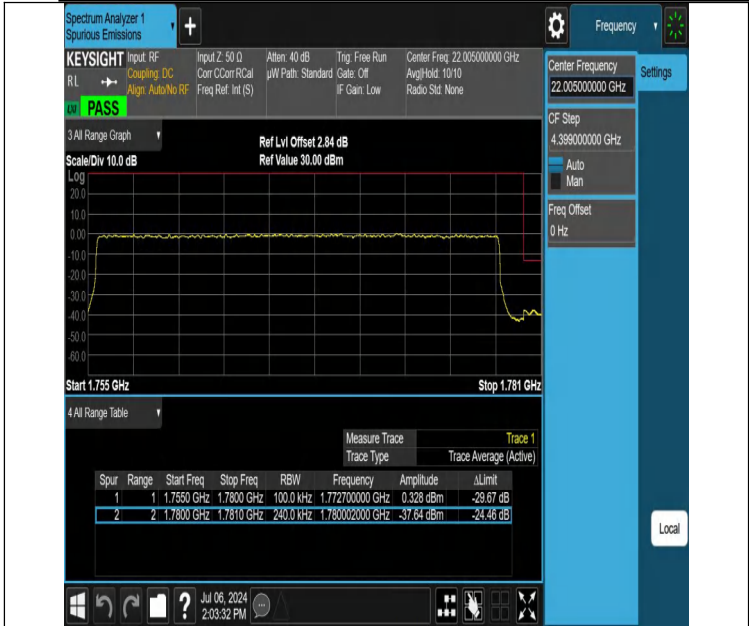 Spectrum Analyzer 1
Spurious Emissions
Frequency
KEYSIGHT
RL
PASS
Input: RF
Coupling: DC
Align: Auto/No RF
Input Z: 50 Ω
Corr CCorr RCal
Freq Ref: Int (S)
Atten: 40 dB
µW Path: Standard
Trig: Free Run
Gate: Off
IF Gain: Low
Center Freq: 22.005000000 GHz
Avg|Hold: 10/10
Radio Std: None
Center Frequency
22.005000000 GHz
Settings
CF Step
4.399000000 GHz
Auto
Man
Freq Offset
0 Hz
3 All Range Graph
Scale/Div 10.0 dB
Ref Lvl Offset 2.84 dB
Ref Value 30.00 dBm
Log
20.0
10.0
0.00
-10.0
-20.0
-30.0
-40.0
-50.0
-60.0
Start 1.755 GHz
Stop 1.781 GHz
4 All Range Table
Measure Trace Trace 1
Trace Type Trace Average (Active)
Spur Range Start Freq Stop Freq RBW Frequency Amplitude ΔLimit
1 1 1.7550 GHz 1.7800 GHz 100.0 kHz 1.772700000 GHz 0.328 dBm -29.67 dB
2 2 1.7800 GHz 1.7810 GHz 240.0 kHz 1.780002000 GHz -37.64 dBm -24.46 dB
Local
Jul 06, 2024
2:03:32 PM